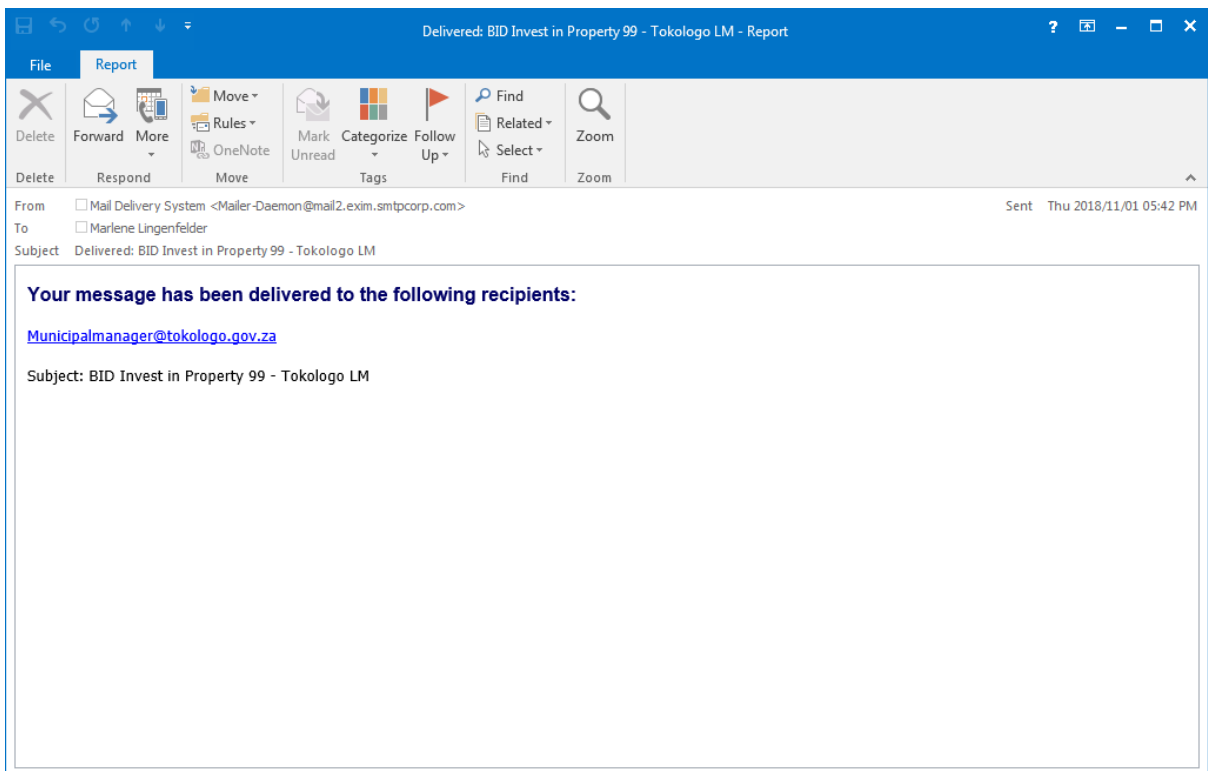 Delivered: BID Invest in Property 99 - Tokologo LM - Report
File Report
Delete Forward More Move Rules OneNote Mark Unread Categorize Follow Up Find Related Select Zoom
Delete Respond Move Tags Find Zoom
From Mail Delivery System <Mailer-Daemon@mail2.exim.smtpcorp.com> Sent Thu 2018/11/01 05:42 PM
To Marlene Lingenfelder
Subject Delivered: BID Invest in Property 99 - Tokologo LM
Your message has been delivered to the following recipients:
Municipalmanager@tokologo.gov.za
Subject: BID Invest in Property 99 - Tokologo LM